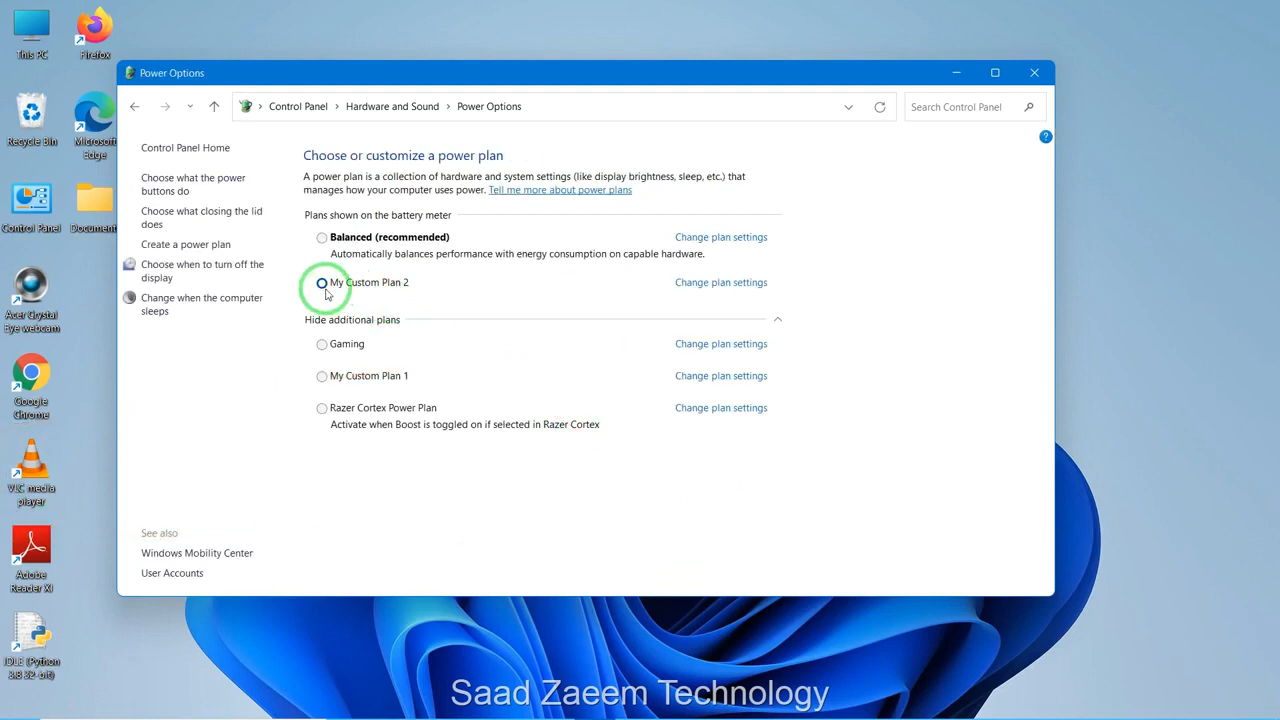 This PC
Firefox
Recycle Bin
Microsoft
Edge
Control Panel
Document
Acer Crystal
Eye webcam
Google
Chrome
VLC media
player
Adobe
Reader XI
IDLE (Python
3.8 32-bit)
Power Options
Control Panel > Hardware and Sound > Power Options
Search Control Panel
Control Panel Home
Choose what the power
buttons do
Choose what closing the lid
does
Create a power plan
Choose when to turn off the
display
Change when the computer
sleeps
Choose or customize a power plan
A power plan is a collection of hardware and system settings (like display brightness, sleep, etc.) that
manages how your computer uses power. Tell me more about power plans
Plans shown on the battery meter
Balanced (recommended) Change plan settings
Automatically balances performance with energy consumption on capable hardware.
My Custom Plan 2 Change plan settings
Hide additional plans
Gaming Change plan settings
My Custom Plan 1 Change plan settings
Razer Cortex Power Plan Change plan settings
Activate when Boost is toggled on if selected in Razer Cortex
See also
Windows Mobility Center
User Accounts
Saad Zaeem Technology